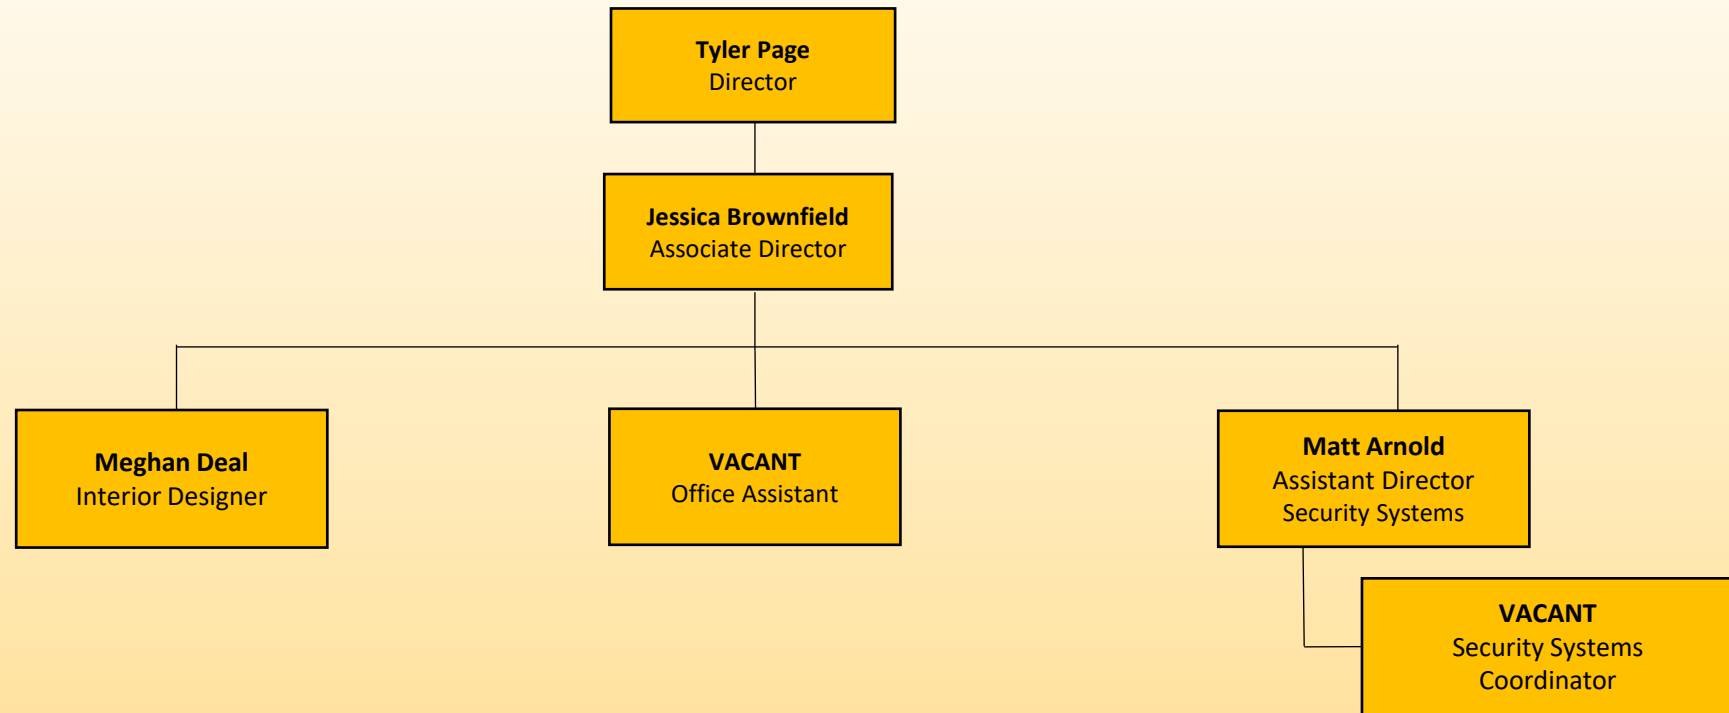 Tyler Page
Director
Jessica Brownfield
Associate Director
Meghan Deal
Interior Designer
VACANT
Office Assistant
Matt Arnold
Assistant Director
Security Systems
VACANT
Security Systems
Coordinator